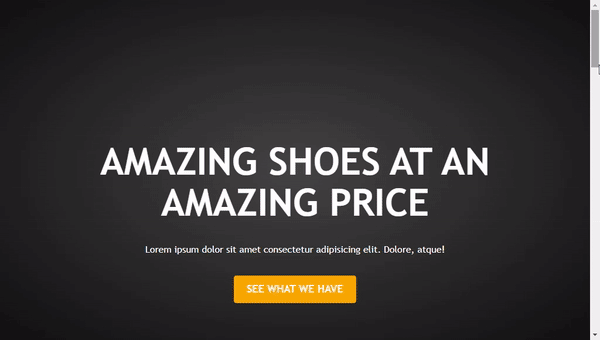 AMAZING SHOES AT AN
AMAZING PRICE
Lorem ipsum dolor sit amet consectetur adipisicing elit. Dolore, atque!
SEE WHAT WE HAVE